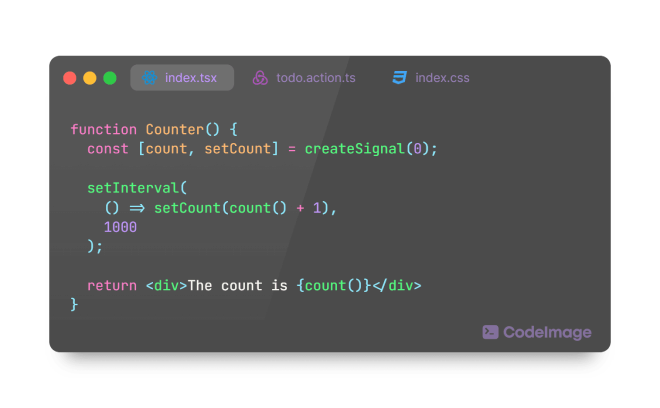 index.tsx todo.action.ts index.css
function Counter() {
  const [count, setCount] = createSignal(0);

  setInterval(
    () => setCount(count() + 1),
    1000
  );

  return <div>The count is {count()}</div>
}
CodeImage